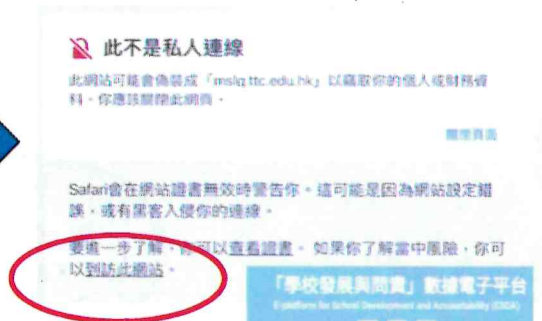 此不是私人連線
此網站可能會偽裝成「mslq.ttc.edu.hk」以竊取你的個人或財務資
料。你應該關閉此網頁。
關閉頁面
Safari會在網站證書無效時警告你。這可能是因為網站設定錯
誤，或有黑客入侵你的連線。
要進一步了解，你可以查看證書。 如果你了解當中風險，你可
以到訪此網站。
「學校發展與問責」數據電子平台
E-platform for School Development and Accountability (ESDA)